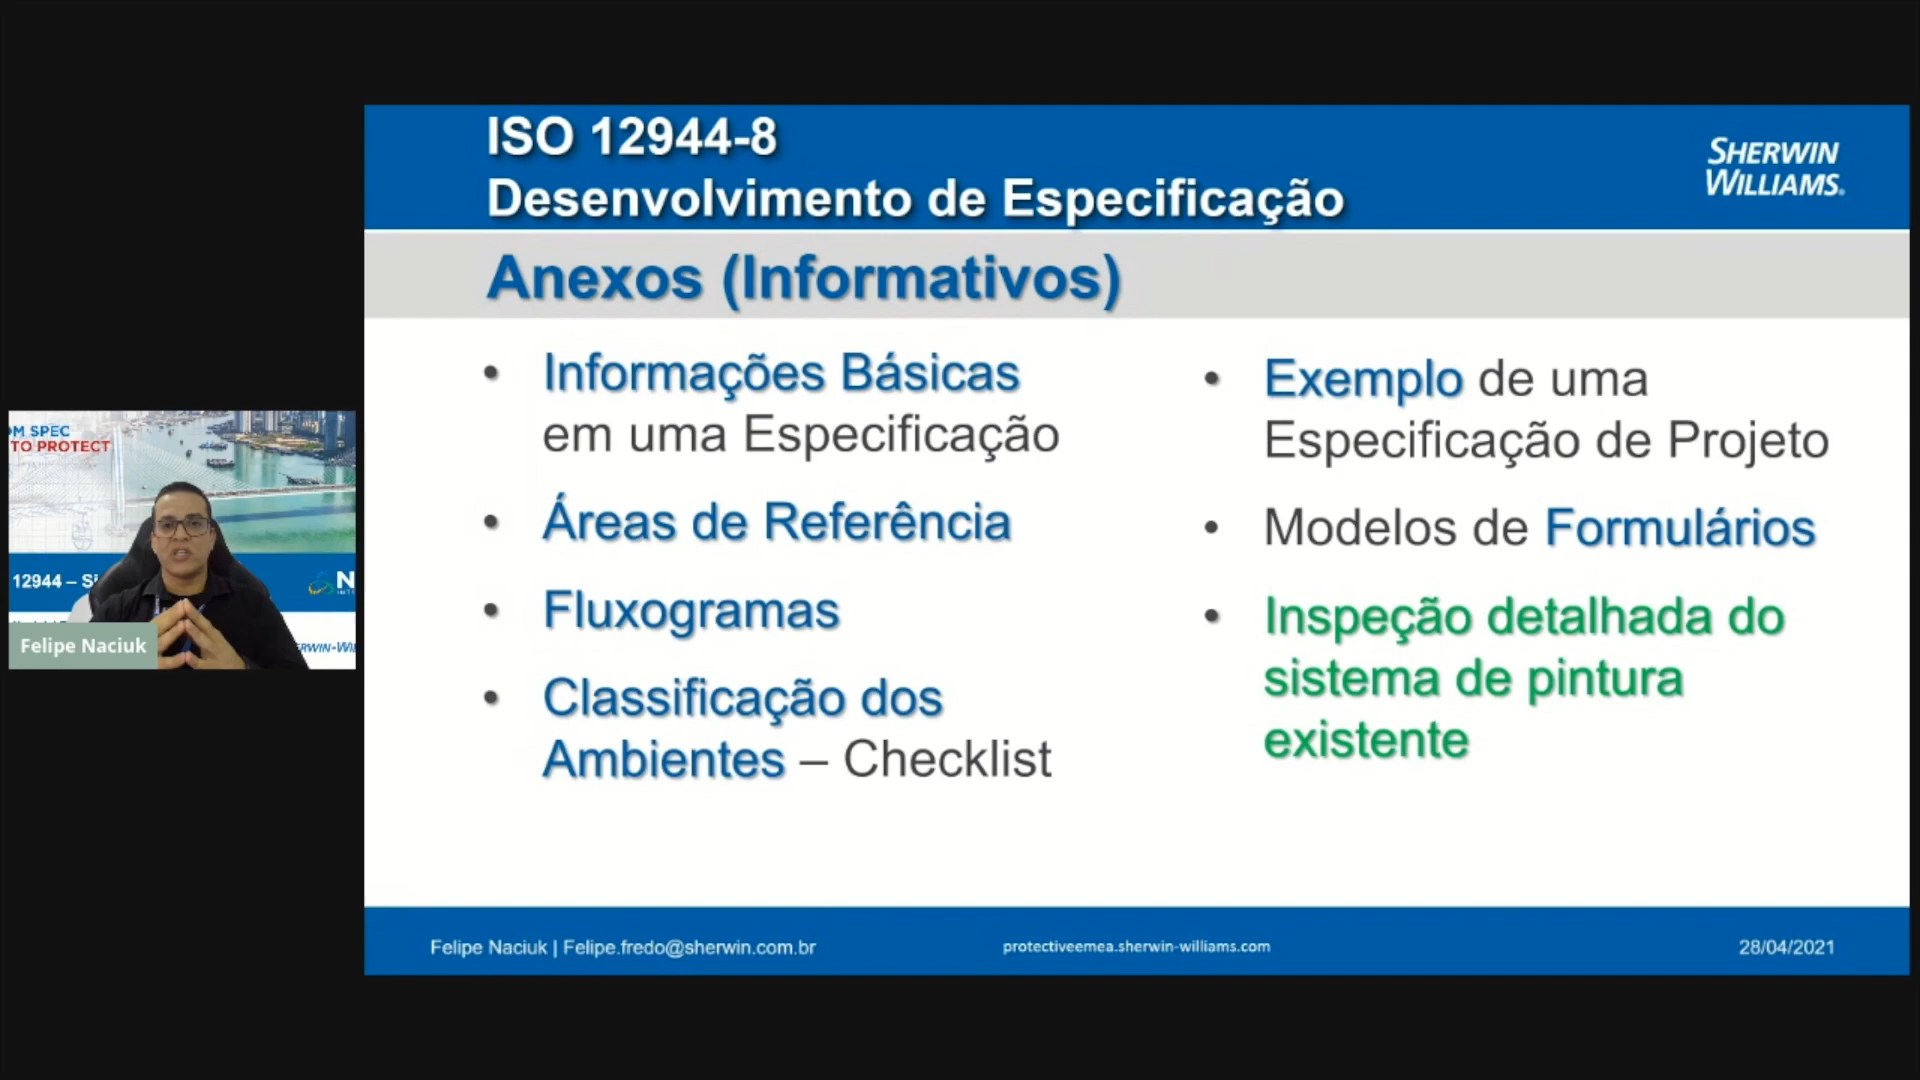 ISO 12944-8
Desenvolvimento de Especificação
SHERWIN
WILLIAMS.
Anexos (Informativos)
• Informações Básicas
em uma Especificação
• Áreas de Referência
• Fluxogramas
• Classificação dos
Ambientes – Checklist
• Exemplo de uma
Especificação de Projeto
• Modelos de Formulários
• Inspeção detalhada do
sistema de pintura
existente
SPEC
TO PROTECT
12944 –
Felipe Naciuk
Felipe Naciuk | Felipe.fredo@sherwin.com.br
protectiveemea.sherwin-williams.com
28/04/2021